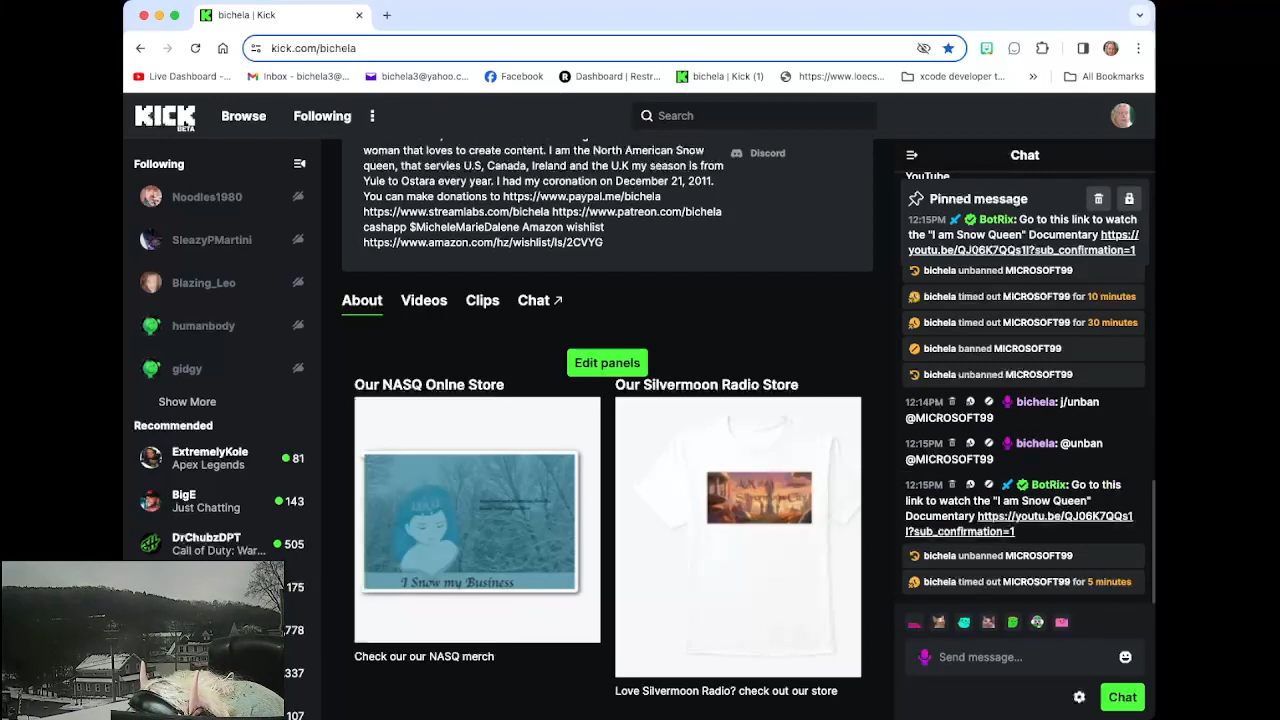 bichela | Kick
kick.com/bichela
Live Dashboard -...
Inbox - bichela3@...
bichela3@yahoo.c...
Facebook
Dashboard | Restr...
bichela | Kick (1)
https://www.loecs...
xcode developer t...
All Bookmarks
KICK
BETA
Browse
Following
Search
Following
Noodles1980
SleazyPMartini
Blazing_Leo
humanbody
gidgy
Show More
Recommended
ExtremelyKole
Apex Legends
81
BigE
Just Chatting
143
DrChubzDPT
Call of Duty: War...
505
175
778
337
107
woman that loves to create content. I am the North American Snow
queen, that servies U.S, Canada, Ireland and the U.K my season is from
Yule to Ostara every year. I had my coronation on December 21, 2011.
You can make donations to https://www.paypal.me/bichela
https://www.streamlabs.com/bichela https://www.patreon.com/bichela
cashapp $MicheleMarieDalene Amazon wishlist
https://www.amazon.com/hz/wishlist/ls/2CVYG
Discord
About
Videos
Clips
Chat
Edit panels
Our NASQ Onlne Store
I Snow my Business
Check our our NASQ merch
Our Silvermoon Radio Store
Love Silvermoon Radio? check out our store
Chat
YouTube
Pinned message
12:15PM BotRix: Go to this link to watch
the "I am Snow Queen" Documentary https://
youtu.be/QJ06K7QQs1I?sub_confirmation=1
bichela unbanned MICROSOFT99
bichela timed out MICROSOFT99 for 10 minutes
bichela timed out MICROSOFT99 for 30 minutes
bichela banned MICROSOFT99
bichela unbanned MICROSOFT99
12:14PM bichela: j/unban
@MICROSOFT99
12:15PM bichela: @unban
@MICROSOFT99
12:15PM BotRix: Go to this
link to watch the "I am Snow Queen"
Documentary https://youtu.be/QJ06K7QQs1
I?sub_confirmation=1
bichela unbanned MICROSOFT99
bichela timed out MICROSOFT99 for 5 minutes
Send message...
Chat